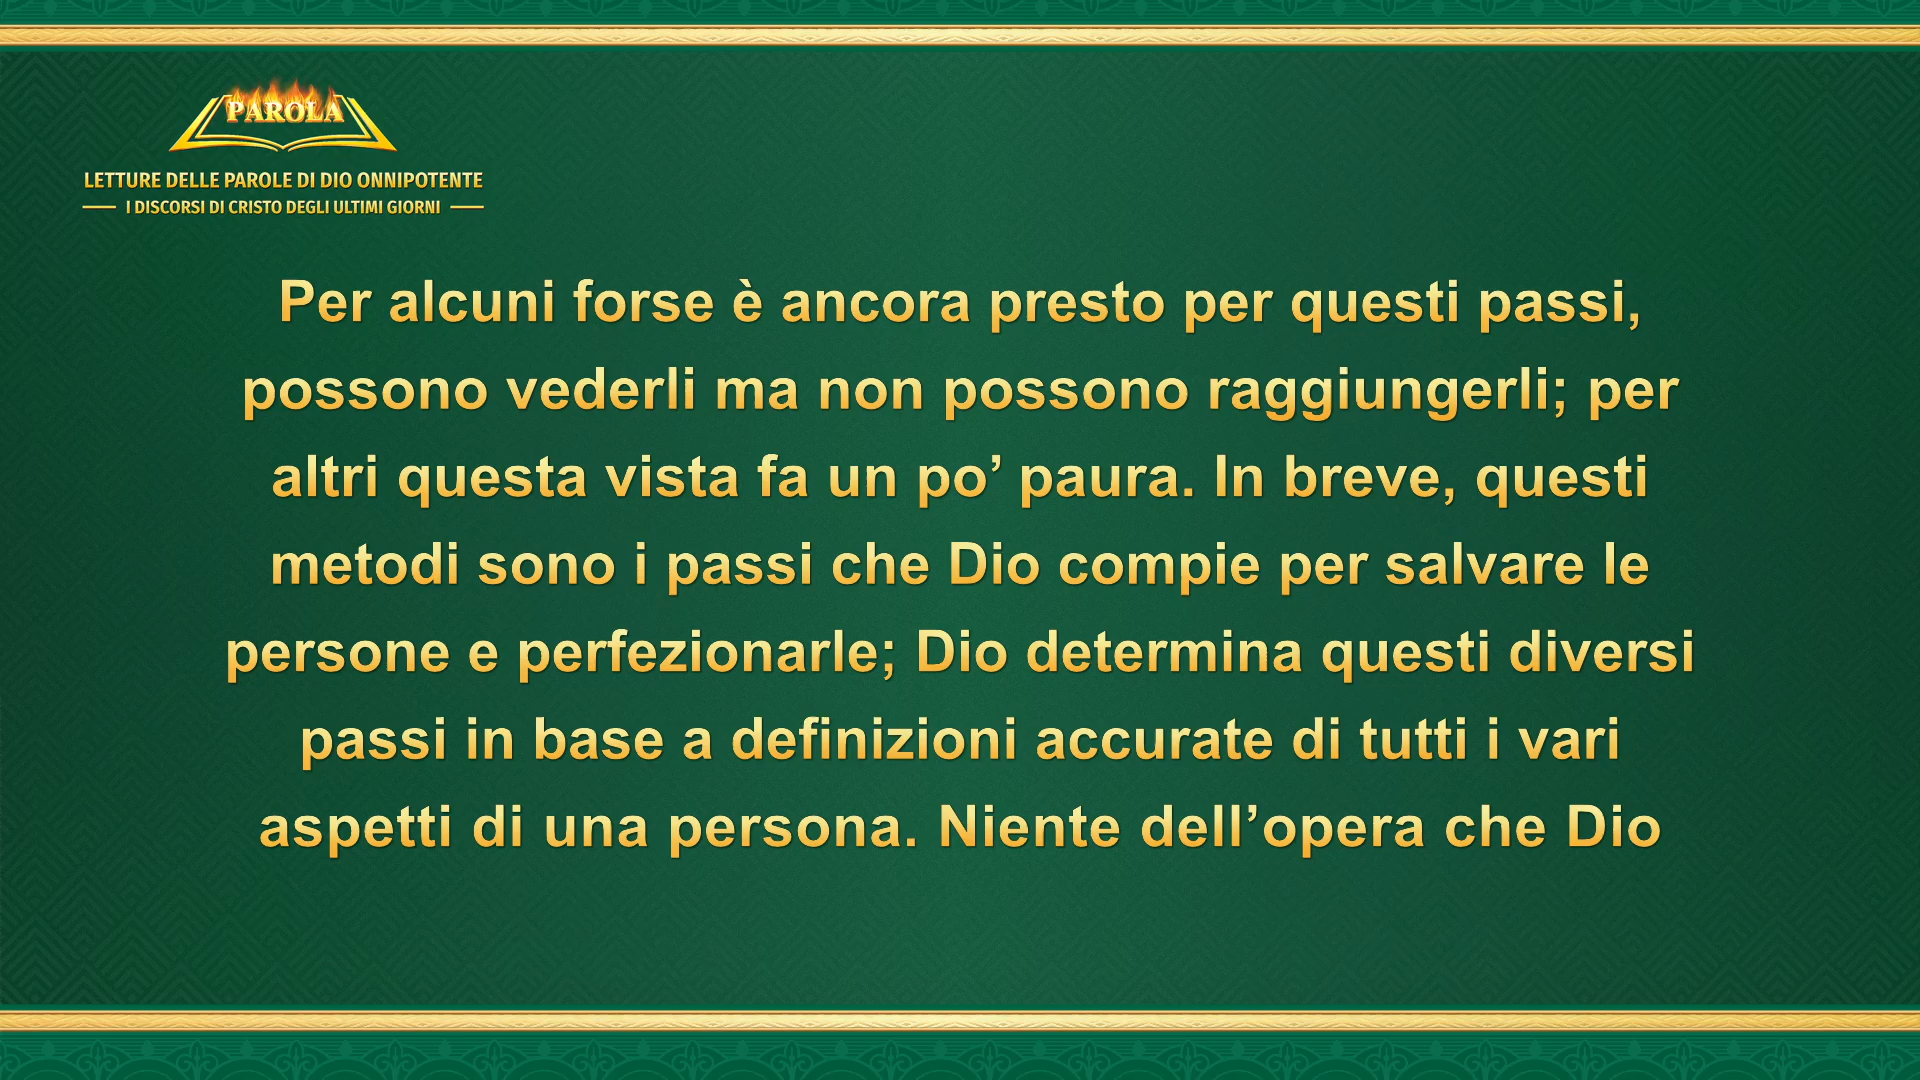 PAROLA
LETTURE DELLE PAROLE DI DIO ONNIPOTENTE
I DISCORSI DI CRISTO DEGLI ULTIMI GIORNI
Per alcuni forse è ancora presto per questi passi,
possono vederli ma non possono raggiungerli; per
altri questa vista fa un po’ paura. In breve, questi
metodi sono i passi che Dio compie per salvare le
persone e perfezionarle; Dio determina questi diversi
passi in base a definizioni accurate di tutti i vari
aspetti di una persona. Niente dell’opera che Dio